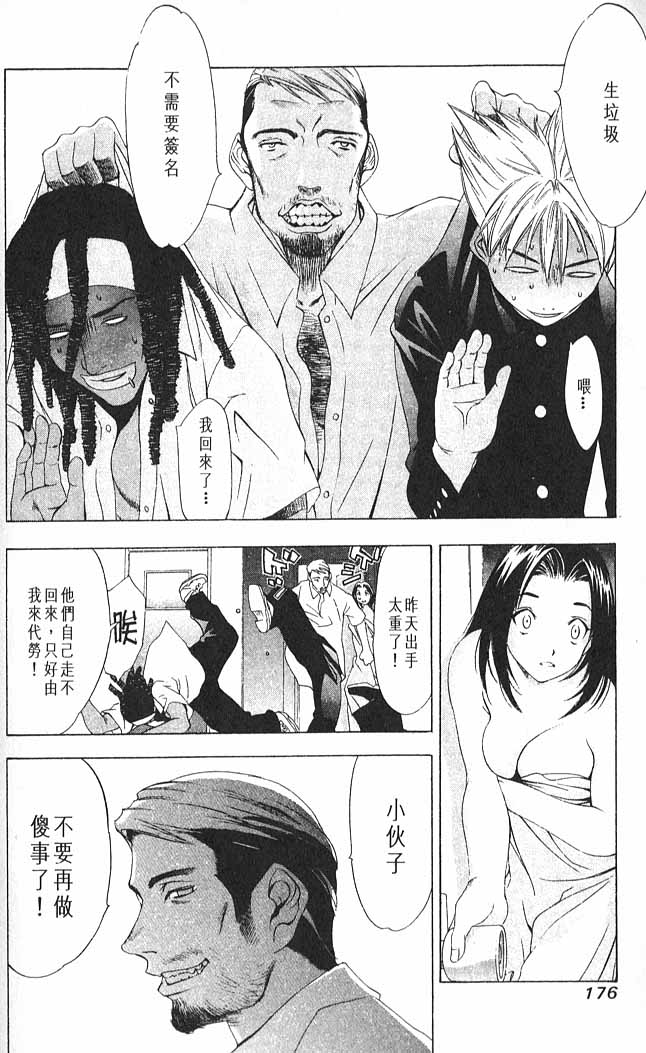 生垃圾
不需要簽名
喂…
我回來了…
昨天出手
太重了！
他們自己走不
回來，只好由
我來代勞！
小伙子
不要再做
傻事了！
176